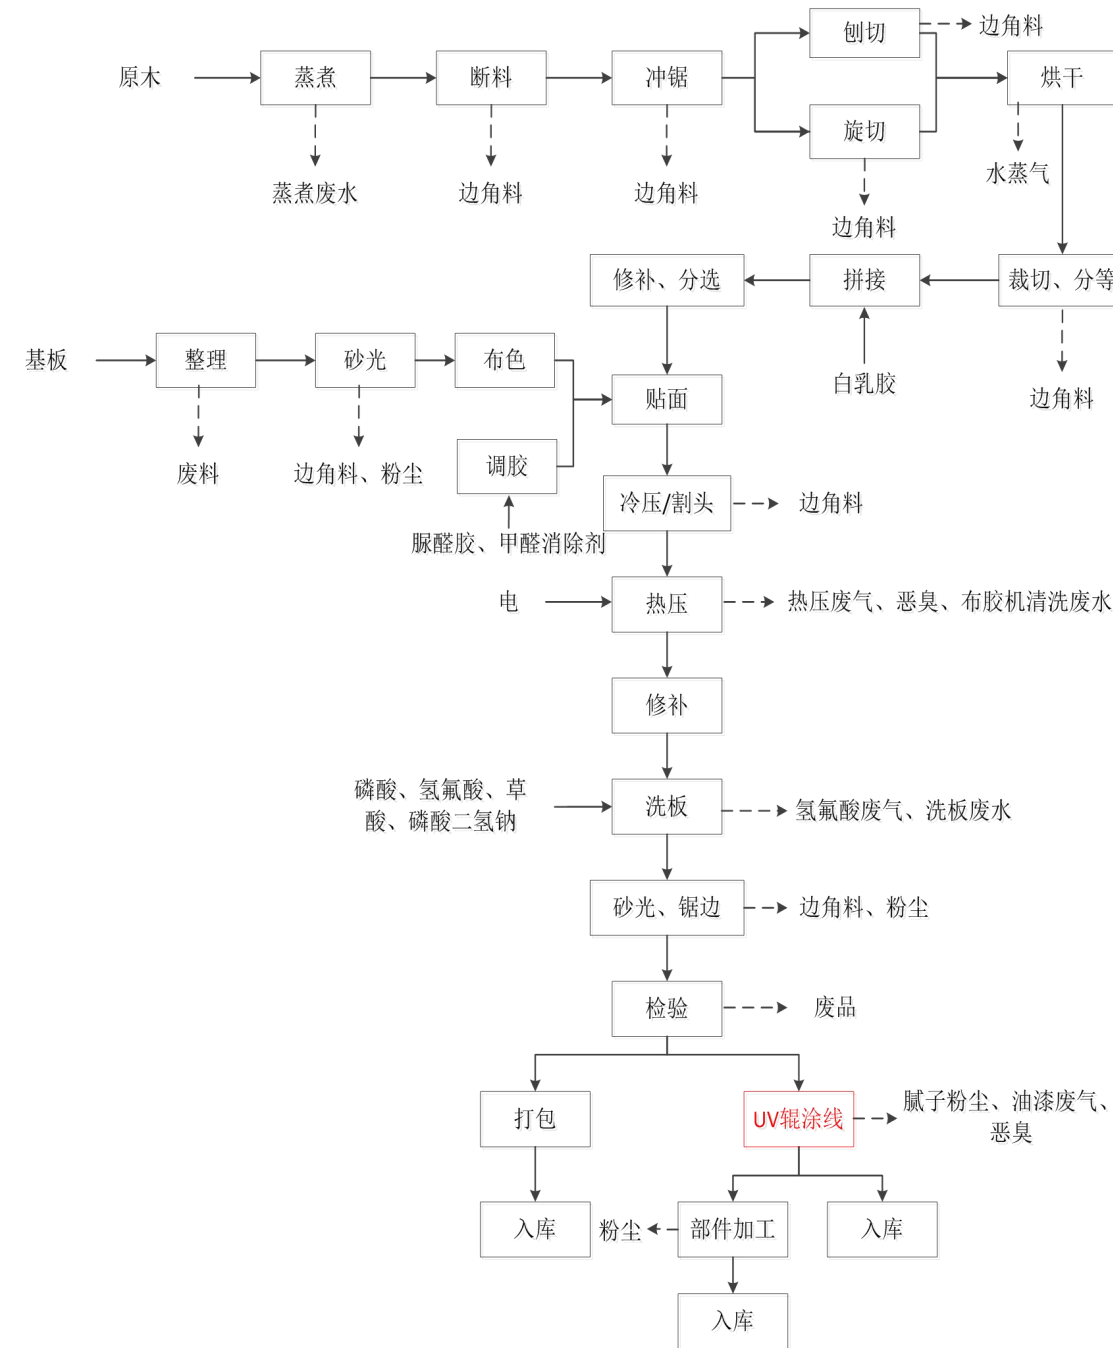 刨切
边角料
原木
蒸煮
断料
冲锯
烘干
旋切
水蒸气
蒸煮废水
边角料
边角料
边角料
修补、分选
拼接
裁切、分等
基板
整理
砂光
布色
白乳胶
边角料
贴面
废料
边角料、粉尘
调胶
冷压/割头
边角料
脲醛胶、甲醛消除剂
电
热压
热压废气、恶臭、布胶机清洗废水
修补
磷酸、氢氟酸、草
酸、磷酸二氢钠
洗板
氢氟酸废气、洗板废水
砂光、锯边
边角料、粉尘
检验
废品
打包
UV辊涂线
腻子粉尘、油漆废气、
恶臭
入库
粉尘
部件加工
入库
入库